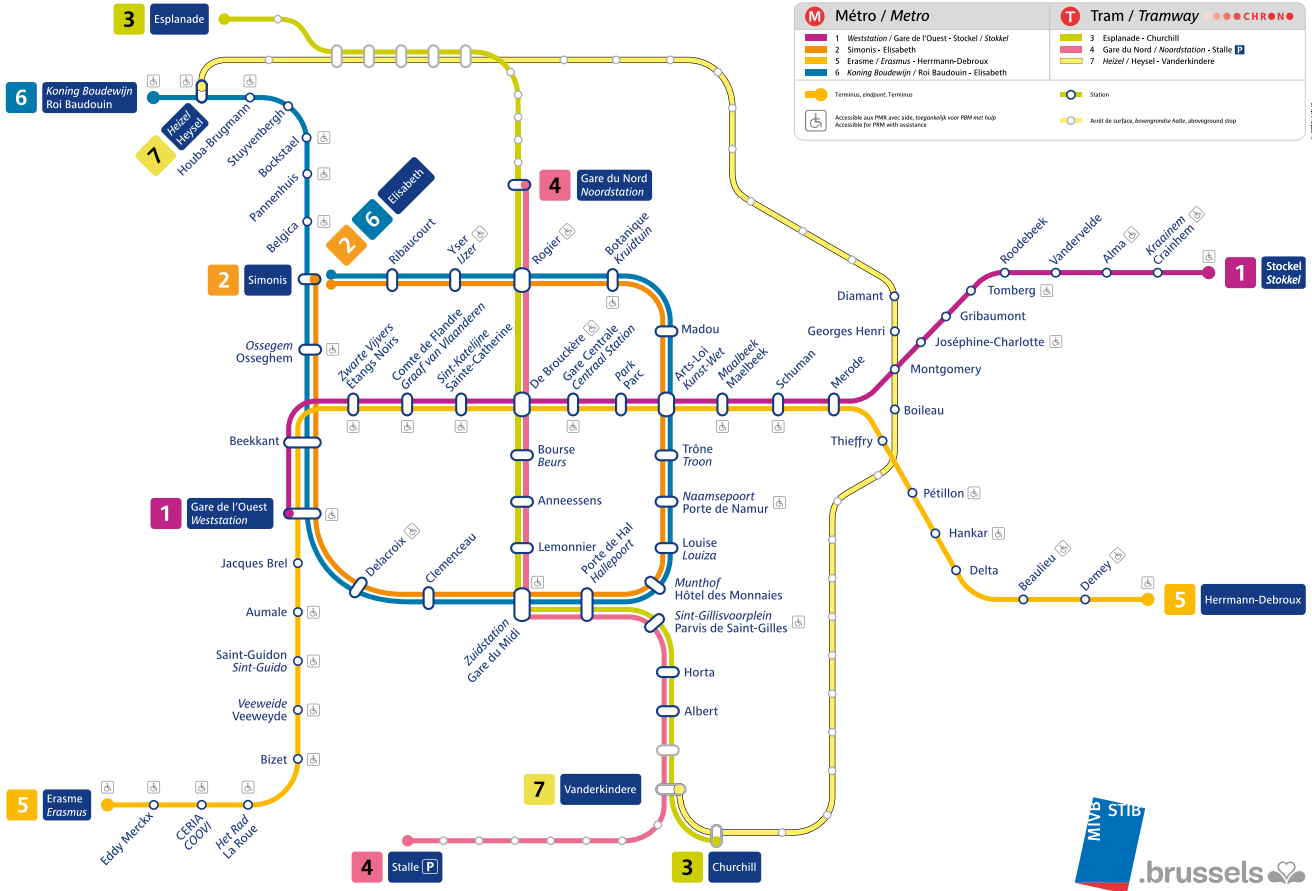 3
Esplanade
M
Métro / Metro
1 Weststation / Gare de l'Ouest - Stockel / Stokkel
2 Simonis - Elisabeth
5 Erasme / Erasmus - Herrmann-Debroux
6 Koning Boudewijn / Roi Baudouin - Elisabeth
T
Tram / Tramway
CHRONO
3 Esplanade - Churchill
4 Gare du Nord / Noordstation - Stalle P
7 Heizel / Heysel - Vanderkindere
Terminus, eindpunt, Terminus
Accessible aux PMR avec aide, toegankelijk voor PBM met hulp
Accessible for PRM with assistance
Station
Arrêt de surface, bovengrondse halte, aboveground stop
6
Koning Boudewijn
Roi Baudouin
7
Heizel
Heysel
Houba-Brugmann
Stuyvenbergh
Bockstael
Pannenhuis
Belgica
2
6
Elisabeth
4
Gare du Nord
Noordstation
Ribaucourt
Yser
IJzer
Rogier
Botanique
Kruidtuin
2
Simonis
Roodebeek
Vandervelde
Alma
Kraainem
Crainhem
1
Stockel
Stokkel
Tomberg
Gribaumont
Joséphine-Charlotte
Montgomery
Diamant
Georges Henri
Boileau
Madou
Ossegem
Osseghem
Zwarte Vijvers
Étangs Noirs
Comte de Flandre
Graaf van Vlaanderen
Sint-Katelijne
Sainte-Catherine
De Brouckère
Gare Centrale
Centraal Station
Park
Parc
Arts-Loi
Kunst-Wet
Maalbeek
Maelbeek
Schuman
Merode
Beekkant
Bourse
Beurs
Trône
Troon
Thieffry
1
Gare de l'Ouest
Weststation
Anneessens
Naamsepoort
Porte de Namur
Pétillon
Hankar
Jacques Brel
Delacroix
Clemenceau
Lemonnier
Porte de Hal
Hallepoort
Louise
Louiza
Delta
Beaulieu
Demey
5
Herrmann-Debroux
Munthof
Hôtel des Monnaies
Aumale
Zuidstation
Gare du Midi
Sint-Gillisvoorplein
Parvis de Saint-Gilles
Saint-Guidon
Sint-Guido
Horta
Veeweide
Veeweyde
Albert
Bizet
7
Vanderkindere
5
Erasme
Erasmus
Eddy Merckx
CERIA
COOVI
Het Rad
La Roue
4
Stalle P
3
Churchill
MIVB
STIB
.brussels